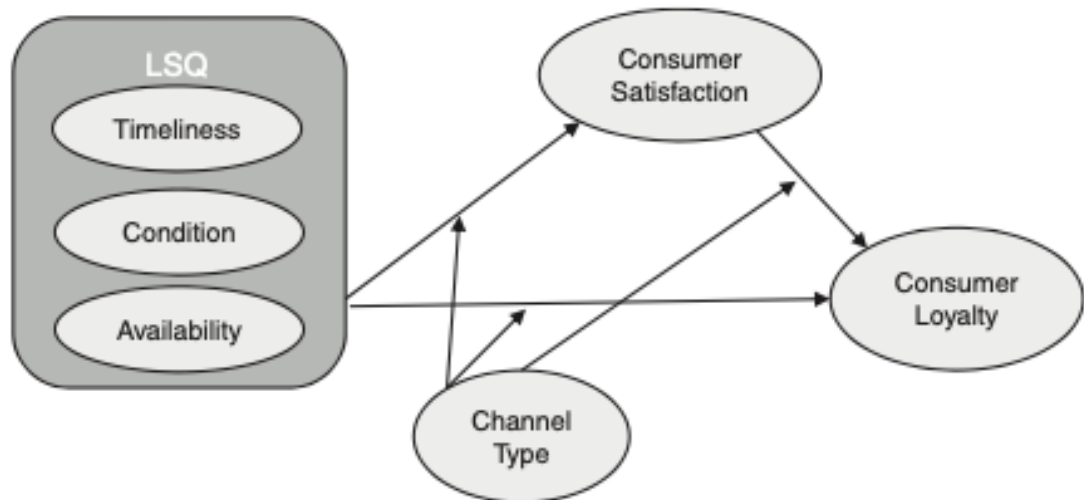 LSQ
Timeliness
Condition
Availability
Consumer
Satisfaction
Consumer
Loyalty
Channel
Type